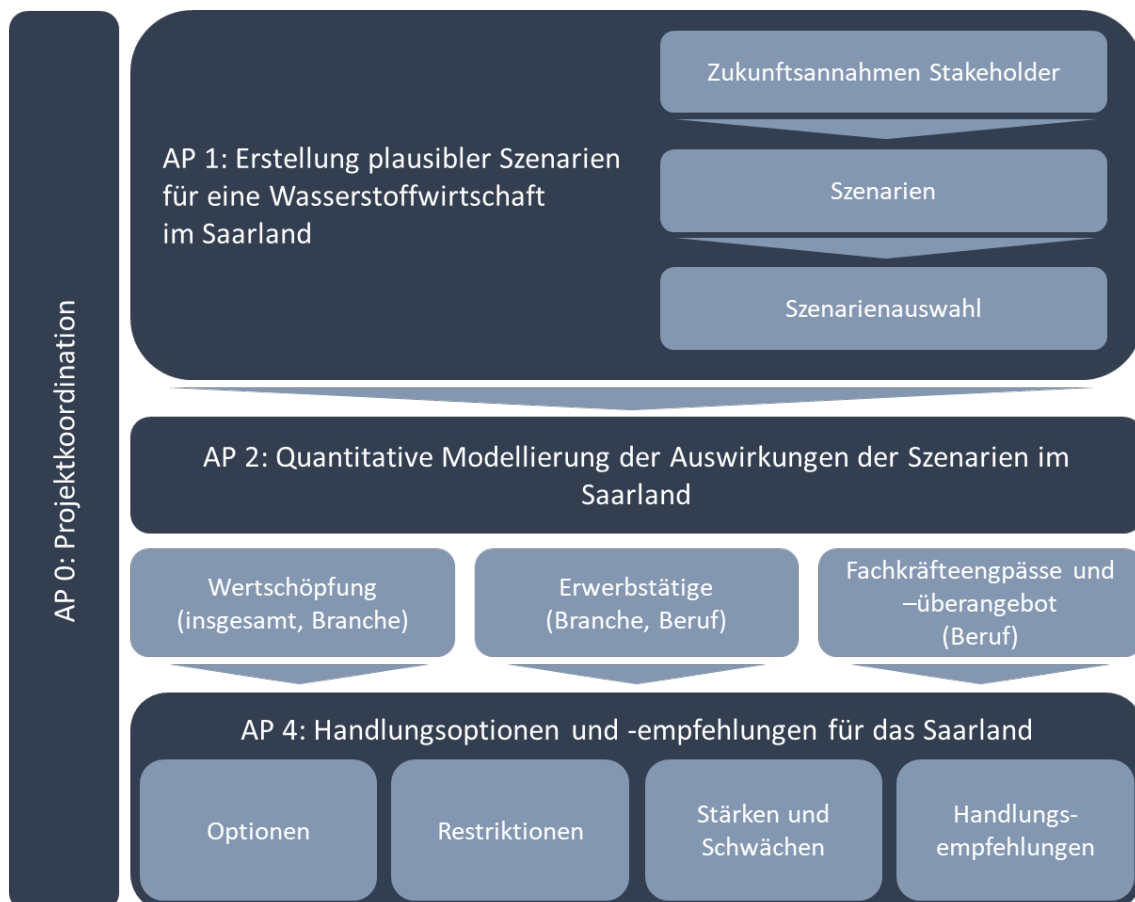 AP 0: Projektkoordination
AP 1: Erstellung plausibler Szenarien
für eine Wasserstoffwirtschaft
im Saarland
Zukunftsannahmen Stakeholder
Szenarien
Szenarienauswahl
AP 2: Quantitative Modellierung der Auswirkungen der Szenarien im
Saarland
Wertschöpfung
(insgesamt, Branche)
Erwerbstätige
(Branche, Beruf)
Fachkräfteengpässe und
–überangebot
(Beruf)
AP 4: Handlungsoptionen und -empfehlungen für das Saarland
Optionen
Restriktionen
Stärken und
Schwächen
Handlungs-
empfehlungen